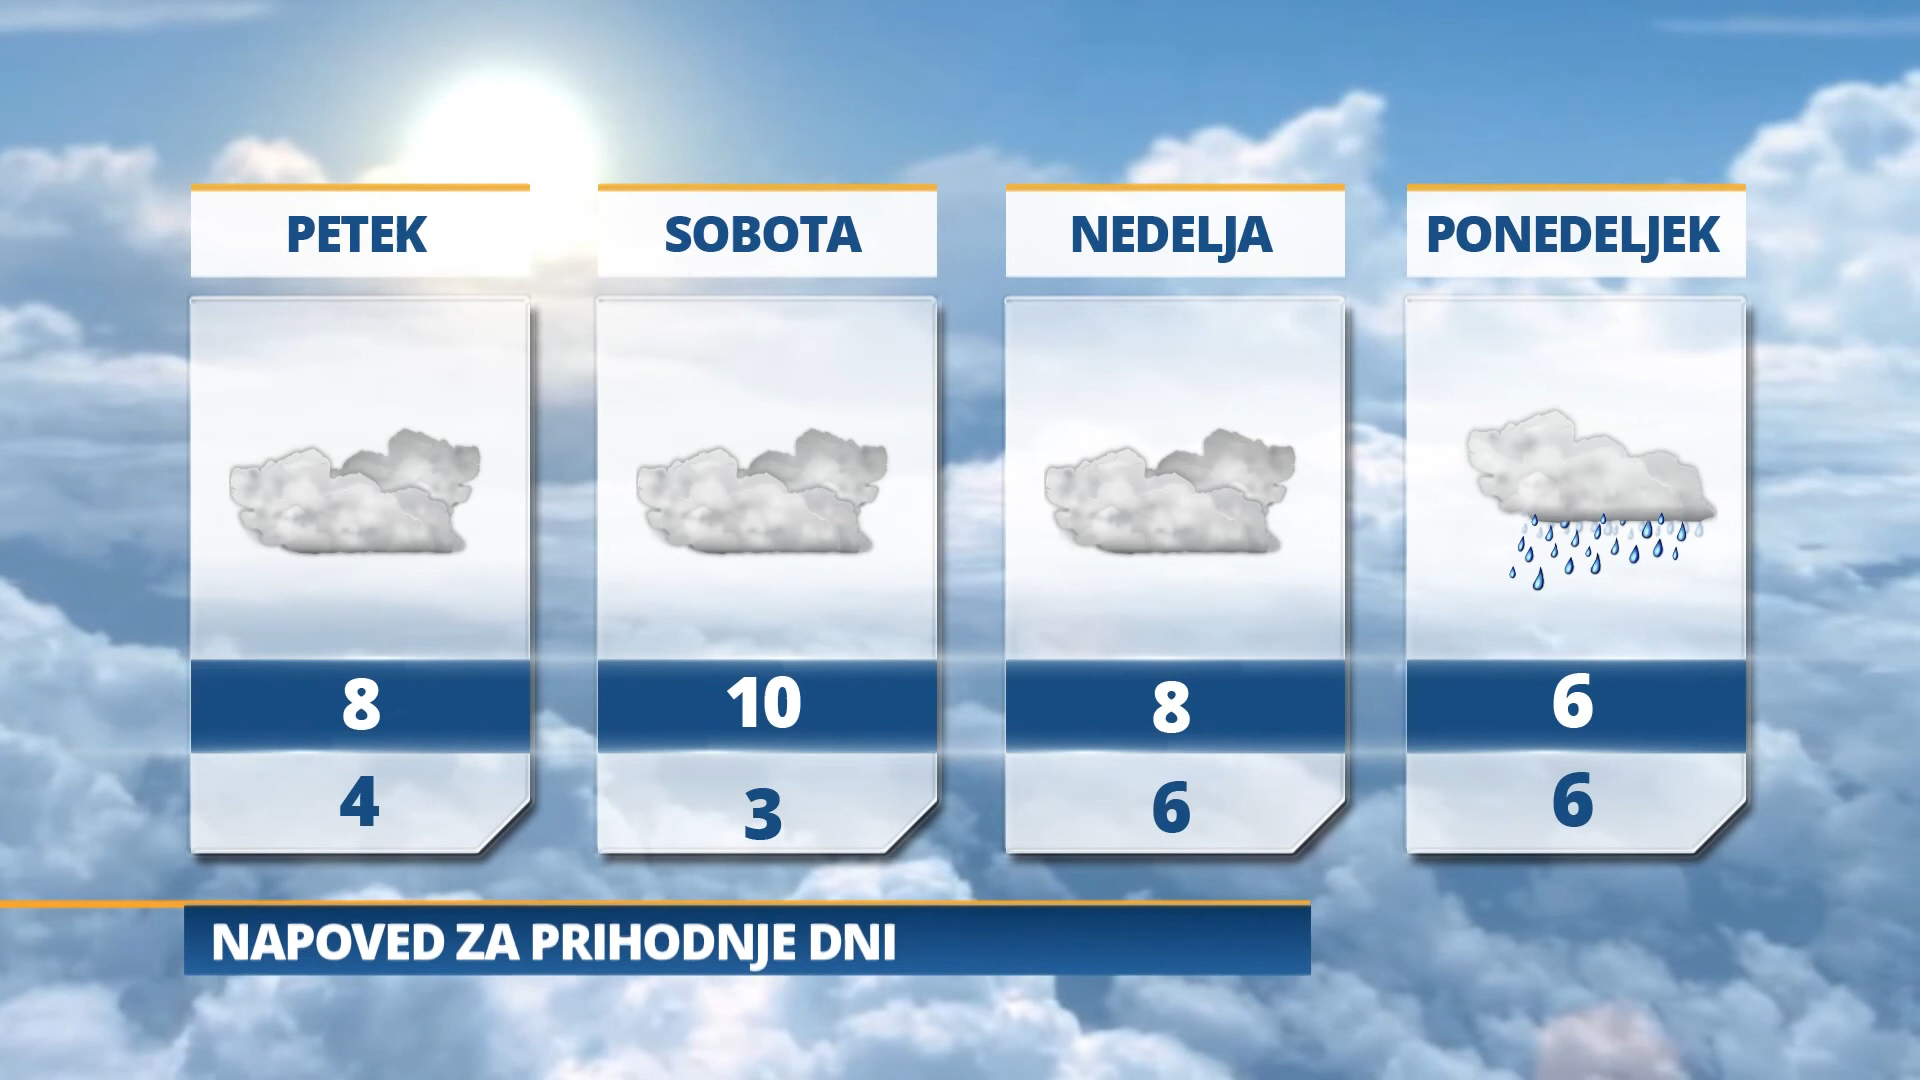 PETEK
SOBOTA
NEDELJA
PONEDELJEK
8
10
8
6
4
3
6
6
NAPOVED ZA PRIHODNJE DNI